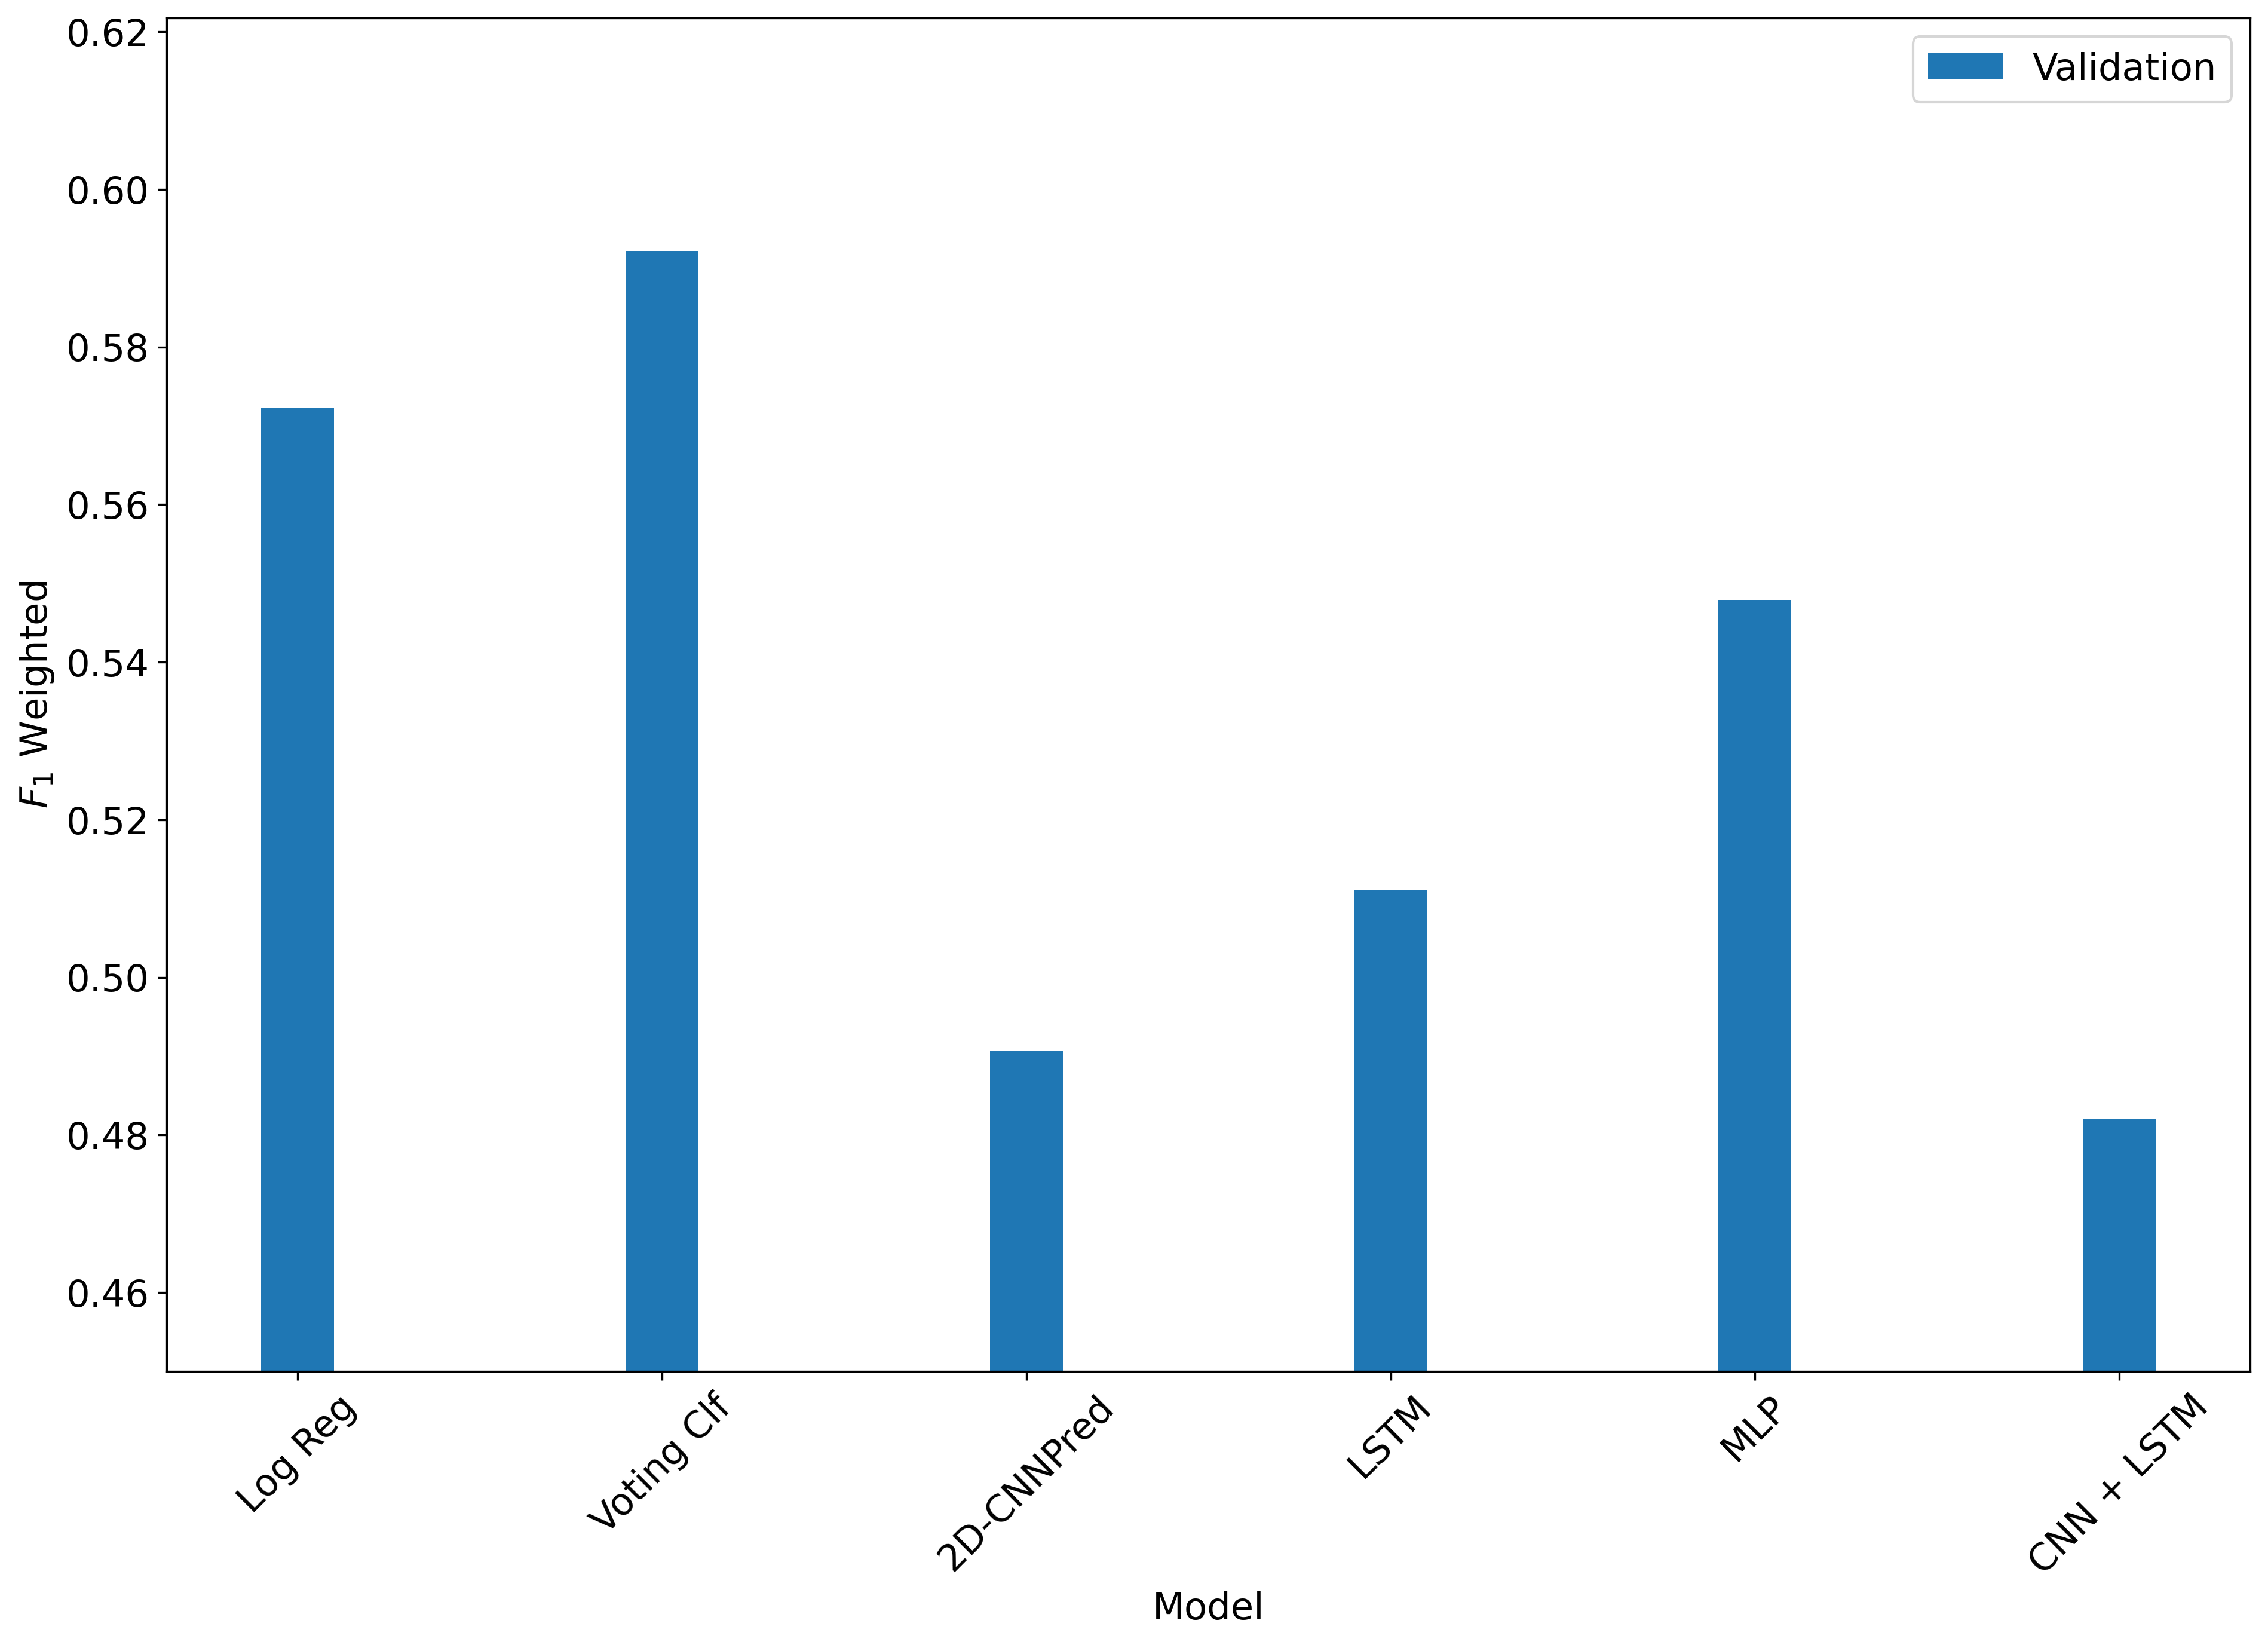 Validation
0.62
0.60
0.58
0.56
0.54
0.52
0.50
0.48
0.46
F1 Weighted
Log Reg
Voting Clf
2D-CNNPred
LSTM
MLP
CNN + LSTM
Model